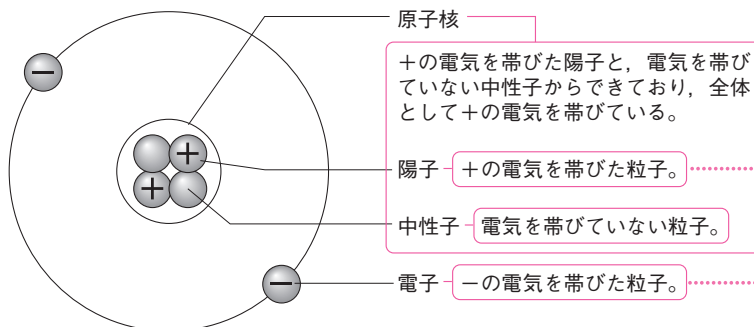 原子核
+の電気を帯びた陽子と，電気を帯び
ていない中性子からできており，全体
として+の電気を帯びている。
陽子
+の電気を帯びた粒子。
中性子
電気を帯びていない粒子。
電子
−の電気を帯びた粒子。
−
+
+
−